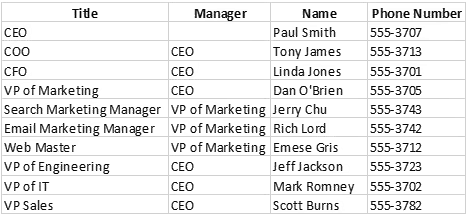 Title Manager Name Phone Number
CEO Paul Smith 555-3707
COO CEO Tony James 555-3713
CFO CEO Linda Jones 555-3701
VP of Marketing CEO Dan O'Brien 555-3705
Search Marketing Manager VP of Marketing Jerry Chu 555-3743
Email Marketing Manager VP of Marketing Rich Lord 555-3742
Web Master VP of Marketing Emese Gris 555-3712
VP of Engineering CEO Jeff Jackson 555-3723
VP of IT CEO Mark Romney 555-3702
VP Sales CEO Scott Burns 555-3782